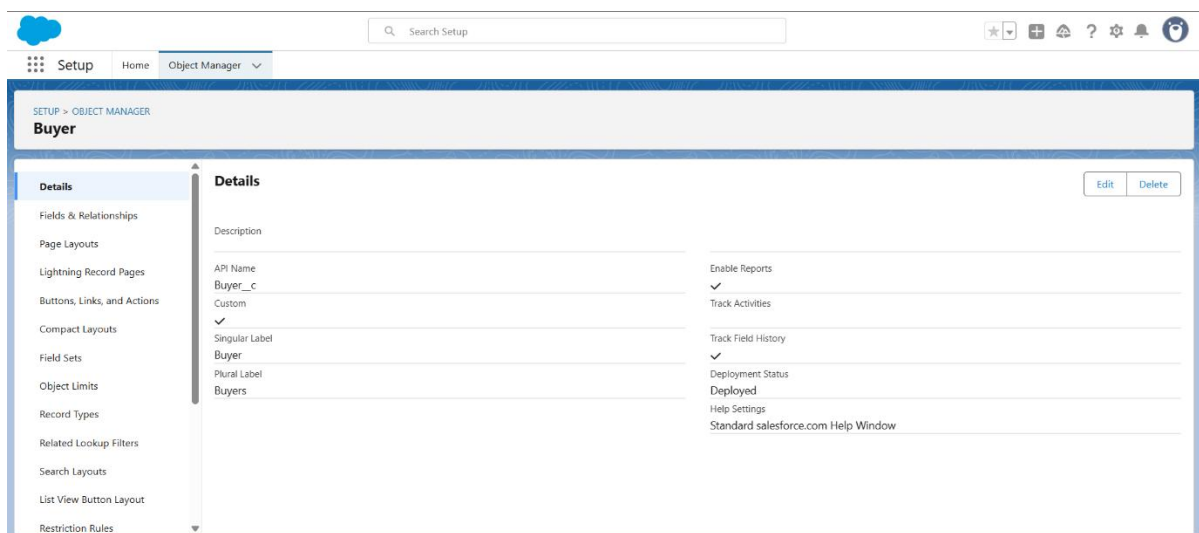 Search Setup
Setup Home Object Manager
SETUP > OBJECT MANAGER
Buyer
Details
Fields & Relationships
Page Layouts
Lightning Record Pages
Buttons, Links, and Actions
Compact Layouts
Field Sets
Object Limits
Record Types
Related Lookup Filters
Search Layouts
List View Button Layout
Restriction Rules
Details
Edit Delete
Description
API Name
Buyer__c
Custom
Singular Label
Buyer
Plural Label
Buyers
Enable Reports
Track Activities
Track Field History
Deployment Status
Deployed
Help Settings
Standard salesforce.com Help Window